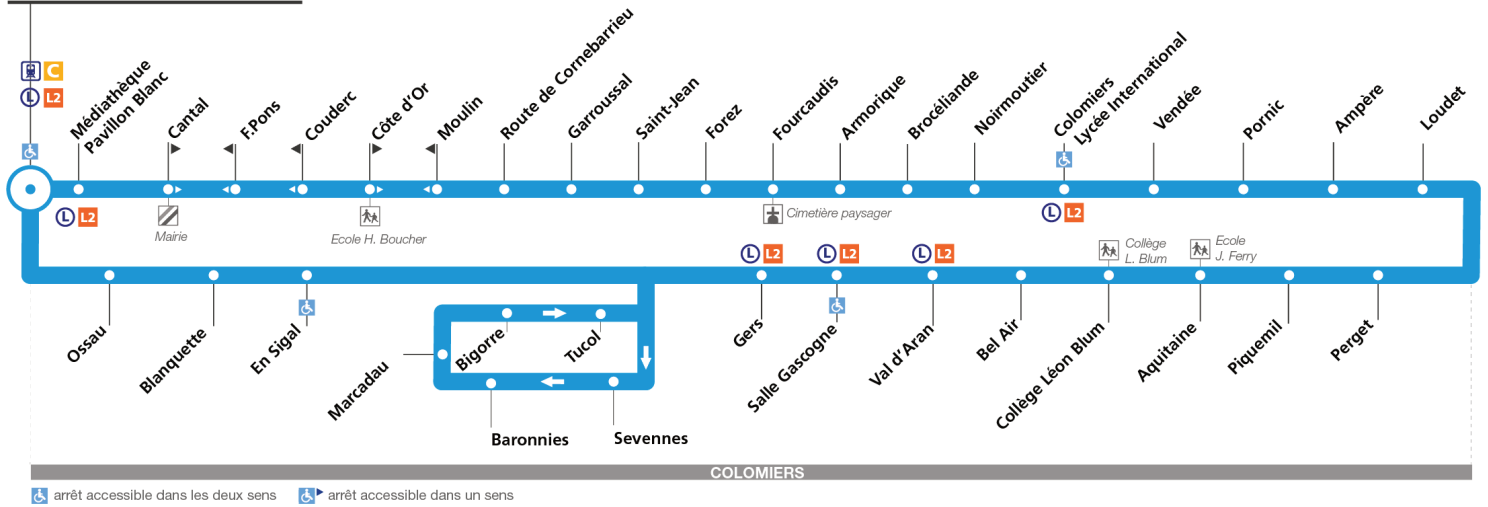 C
L L2
Médiathèque
Pavillon Blanc
Cantal
F.Pons
Couderc
Côte d'Or
Moulin
Route de Cornebarrieu
Garroussal
Saint-Jean
Forez
Fourcaudis
Armorique
Brocéliande
Noirmoutier
Colomiers
Lycée International
Vendée
Pornic
Ampère
Loudet
L L2
Mairie
Ecole H. Boucher
Cimetière paysager
L L2
L L2
L L2
L L2
Collège
L. Blum
Ecole
J. Ferry
Ossau
Blanquette
En Sigal
Marcadau
Bigorre
Tucol
Baronnies
Sevennes
Gers
Salle Gascogne
Val d'Aran
Bel Air
Collège Léon Blum
Aquitaine
Piquemil
Perget
COLOMIERS
arrêt accessible dans les deux sens
arrêt accessible dans un sens